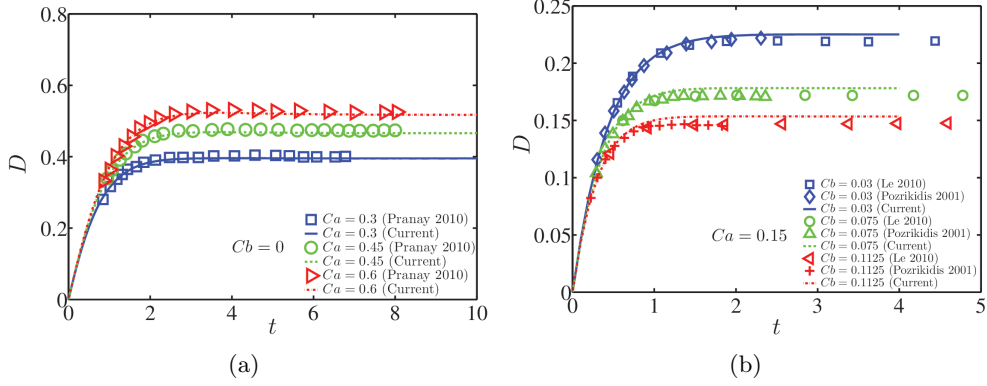 0.8
0.6
0.4
0.2
0
D
0
2
4
6
8
10
t
Cb = 0
Ca = 0.3 (Pranay 2010)
Ca = 0.3 (Current)
Ca = 0.45 (Pranay 2010)
Ca = 0.45 (Current)
Ca = 0.6 (Pranay 2010)
Ca = 0.6 (Current)
(a)
0.25
0.2
0.15
0.1
0.05
0
D
0
1
2
3
4
5
t
Ca = 0.15
Cb = 0.03 (Le 2010)
Cb = 0.03 (Pozrikidis 2001)
Cb = 0.03 (Current)
Cb = 0.075 (Le 2010)
Cb = 0.075 (Pozrikidis 2001)
Cb = 0.075 (Current)
Cb = 0.1125 (Le 2010)
Cb = 0.1125 (Pozrikidis 2001)
Cb = 0.1125 (Current)
(b)